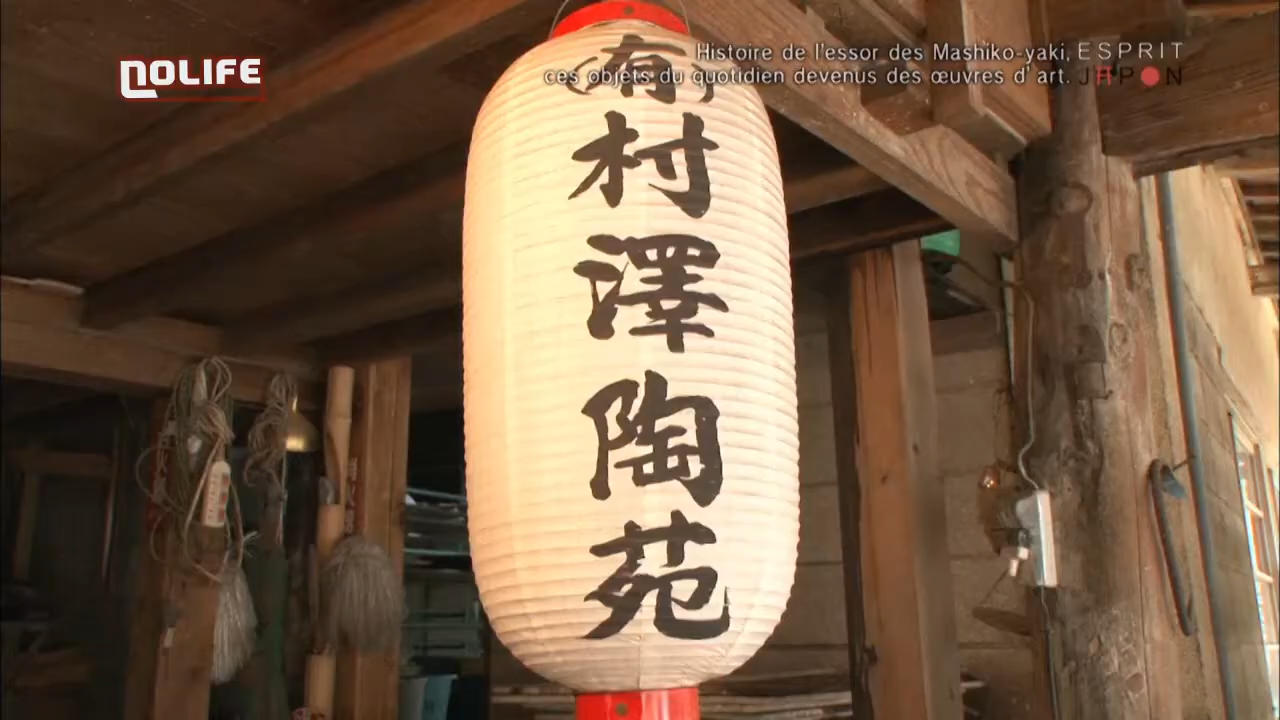 NOLIFE
Histoire de l'essor des Mashiko-yaki,
ces objets du quotidien devenus des œuvres d'art.
ESPRIT
JAPON
(有)
村澤陶苑